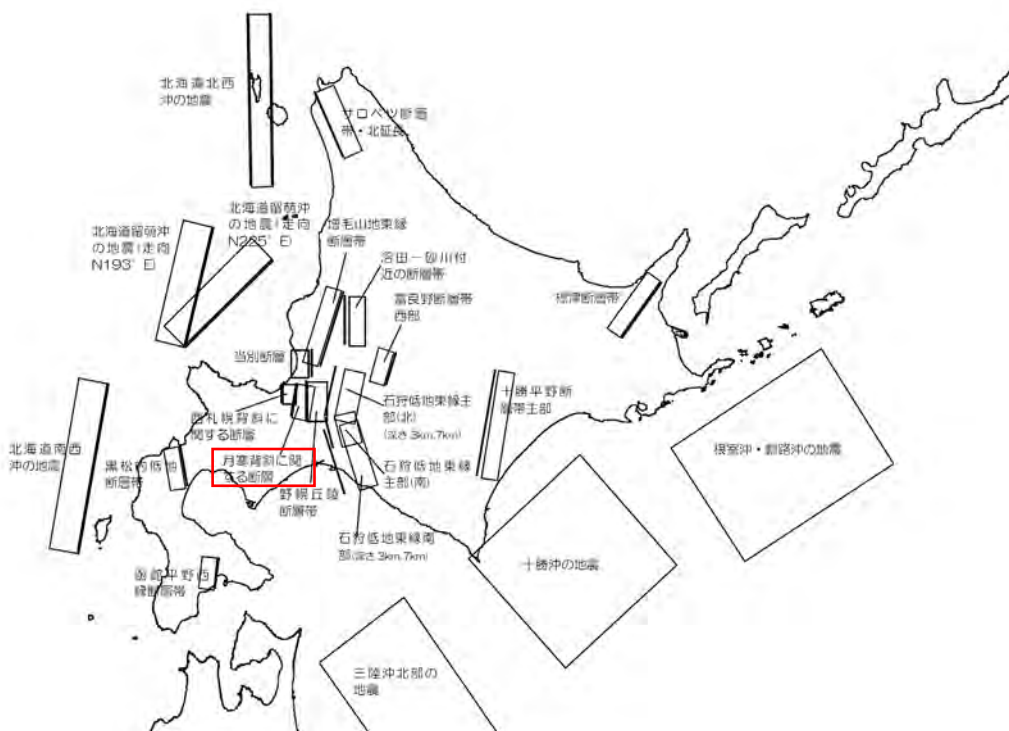 北海道北西
沖の地震
サロベツ断層
帯・北延長
北海道留萌沖
の地震(走向
N193°E)
北海道留萌沖
の地震(走向
N225°E)
増毛山地東縁
断層帯
沼田－砂川付
近の断層帯
富良野断層帯
西部
標津断層帯
当別断層
西札幌背斜に
関する断層
月寒背斜に関
する断層
野幌丘陵
断層帯
石狩低地東縁主
部(北)
(深さ3km,7km)
石狩低地東縁
主部(南)
石狩低地東縁南
部(深さ3km,7km)
十勝平野断
層帯主部
北海道南西
沖の地震
黒松内低地
断層帯
函館平野西
縁断層帯
根室沖・釧路沖の地震
十勝沖の地震
三陸沖北部の
地震